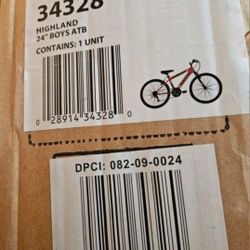 34328
HIGHLAND
24" BOYS ATB
CONTAINS: 1 UNIT
0 28914 34328 0
DPCI: 082-09-0024